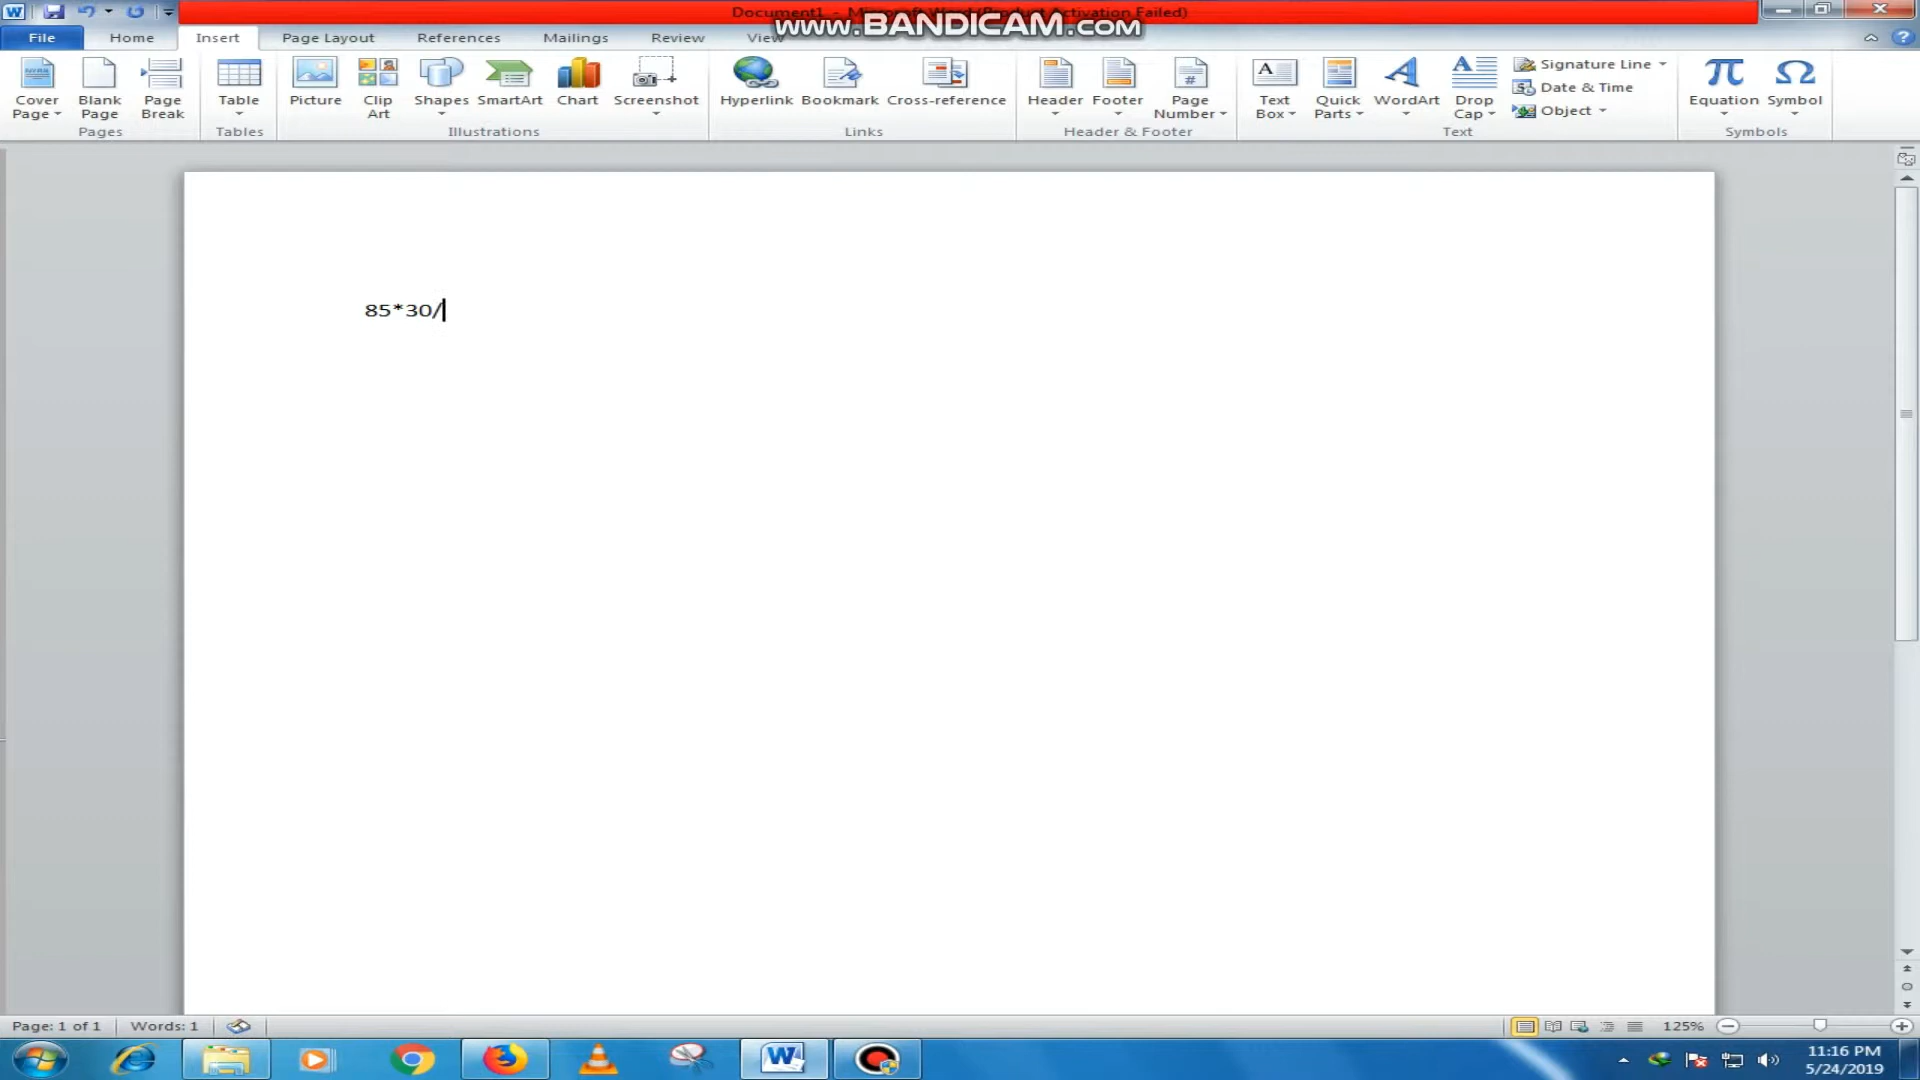 Document1 - Microsoft Word (Product Activation Failed)
www.BANDICAM.com
File Home Insert Page Layout References Mailings Review View
Cover Page
Blank Page
Page Break
Pages
Table
Tables
Picture
Clip Art
Shapes
SmartArt
Chart
Screenshot
Illustrations
Hyperlink
Bookmark
Cross-reference
Links
Header
Footer
Page Number
Header & Footer
Text Box
Quick Parts
WordArt
Drop Cap
Signature Line
Date & Time
Object
Text
Equation
Symbol
Symbols
85*30/
Page: 1 of 1 Words: 1
125%
11:16 PM
5/24/2019